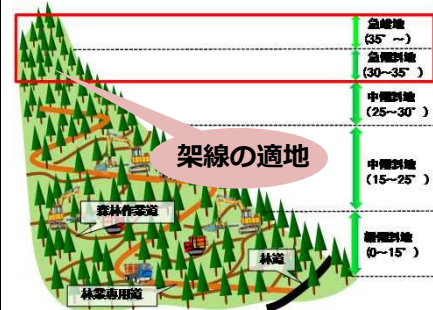 急峻地
(35°~)
急傾斜地
(30~35°)
中傾斜地
(25~30°)
架線の適地
中傾斜地
(15~25°)
森林作業道
緩傾斜地
(0~15°)
林道
林業専用道